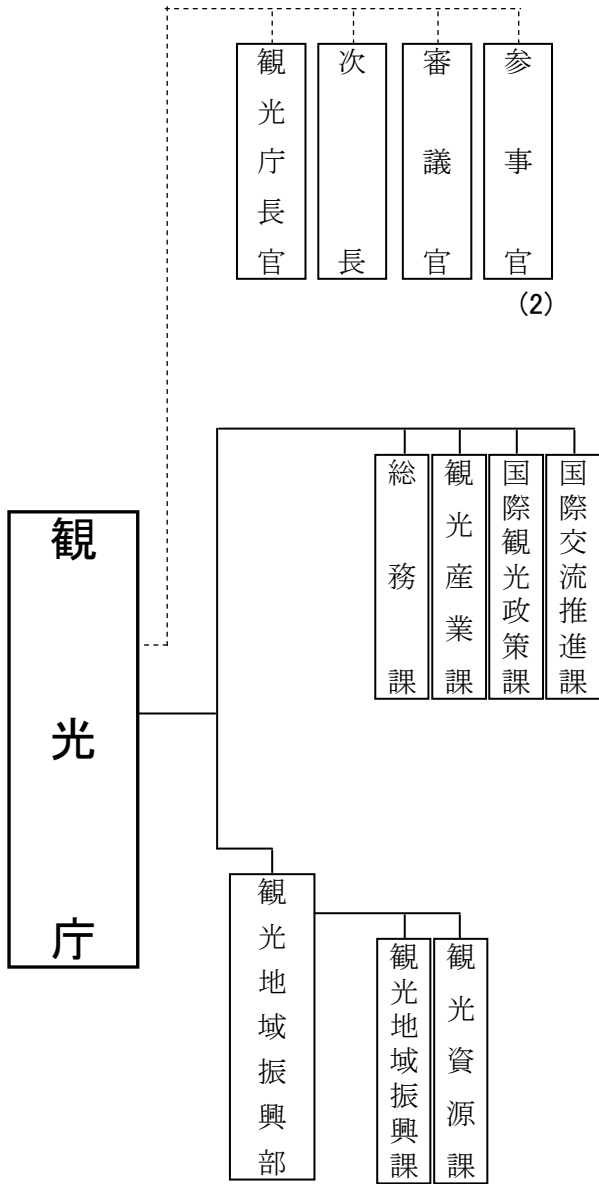 観光庁長官
次長
審議官
参事官
(2)
総務課
観光産業課
国際観光政策課
国際交流推進課
観光庁
観光地域振興部
観光地域振興課
観光資源課